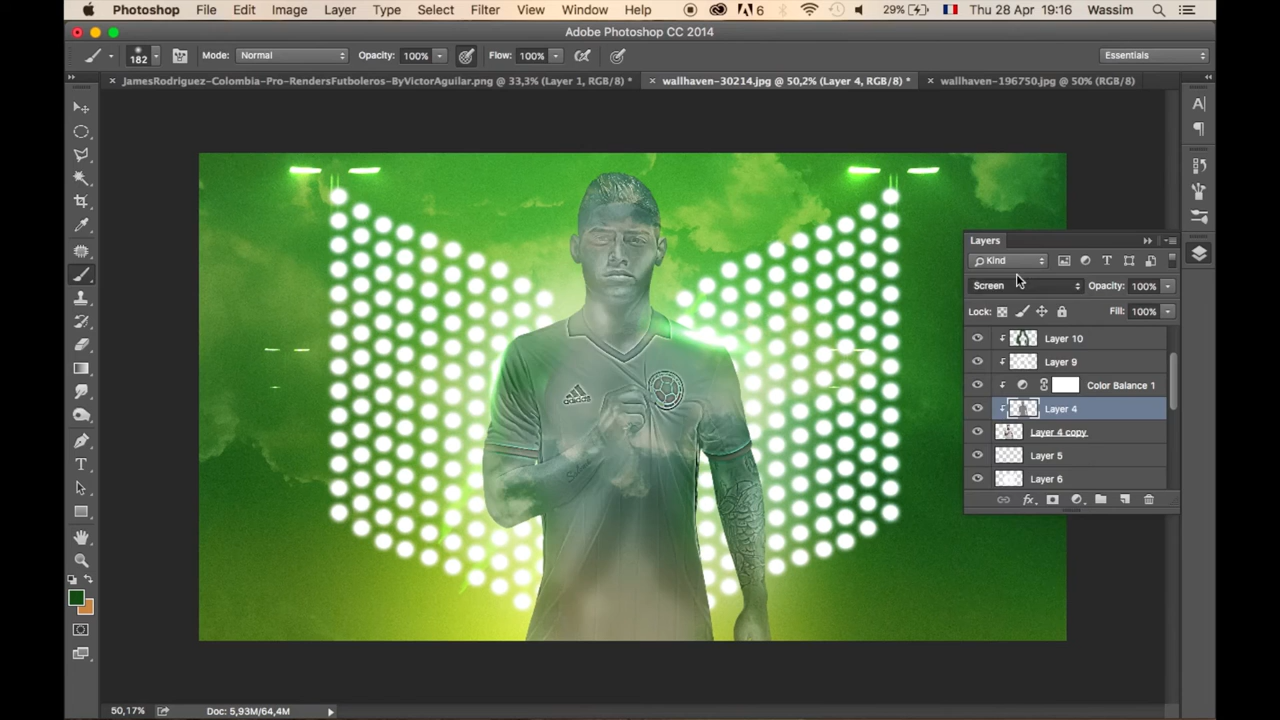 Photoshop File Edit Image Layer Type Select Filter View Window Help 6 29% Thu 28 Apr 19:16 Wassim
Adobe Photoshop CC 2014
182 Mode: Normal Opacity: 100% Flow: 100% Essentials
JamesRodriguez-Colombia-Pro-RendersFutboleros-ByVictorAguilar.png @ 33,3% (Layer 1, RGB/8) * wallhaven-30214.jpg @ 50,2% (Layer 4, RGB/8) * wallhaven-196750.jpg @ 50% (RGB/8)
Layers
Kind
Screen Opacity: 100%
Lock: Fill: 100%
Layer 10
Layer 9
Color Balance 1
Layer 4
Layer 4 copy
Layer 5
Layer 6
adidas
50,17% Doc: 5,93M/64,4M